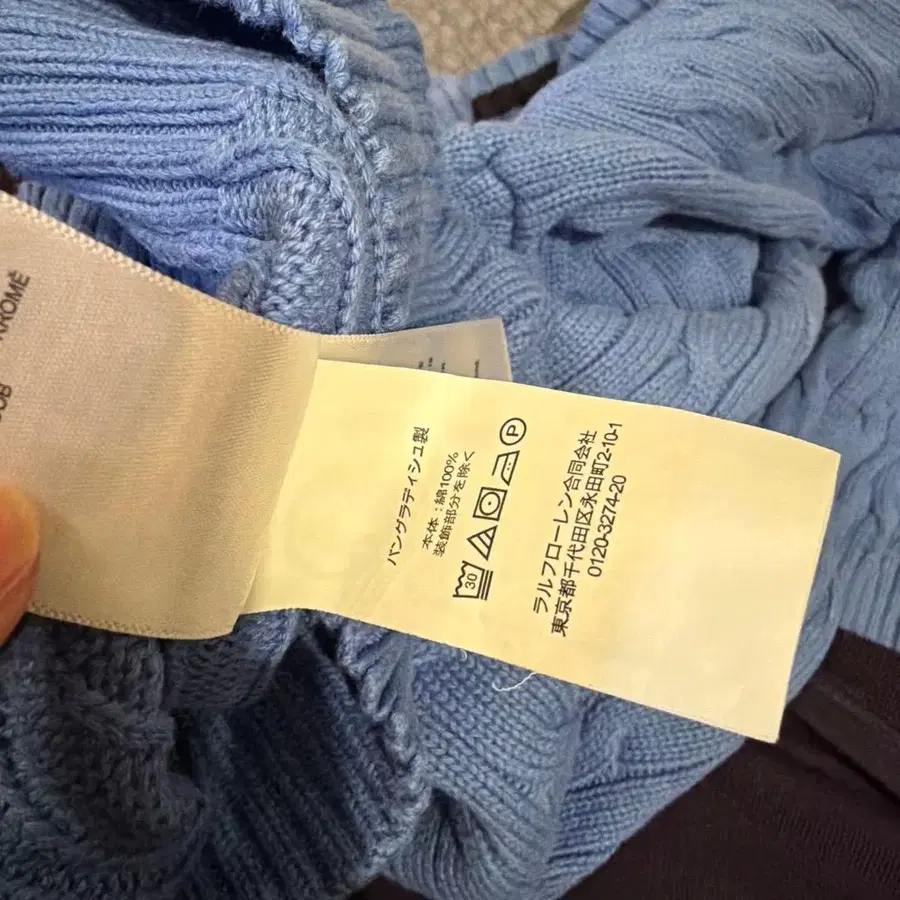 バングラディシュ製
本体：綿100%
装飾部分を除く
30 P
ラルフローレン合同会社
東京都千代田区永田町2-10-1
0120-3274-20